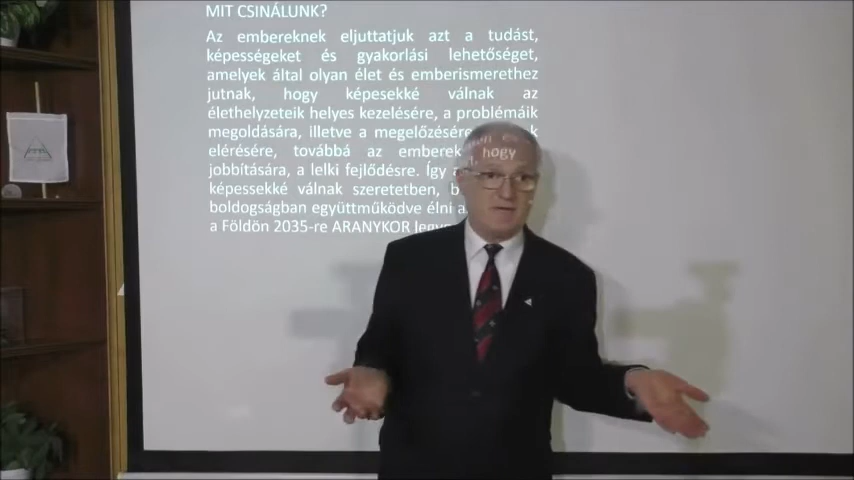 MIT CSINÁLUNK?
Az embereknek eljuttatjuk azt a tudást,
képességeket és gyakorlási lehetőséget,
amelyek által olyan élet és emberismerethez
jutnak, hogy képesekké válnak az
élethelyzeteik helyes kezelésére, a problémáik
megoldására, illetve a megelőzésére
elérésére, továbbá az emberek hogy
jobbítására, a lelki fejlődésre. Így
képessekké válnak szeretetben,
boldogságban együttműködve élni
a Földön 2035-re ARANYKOR